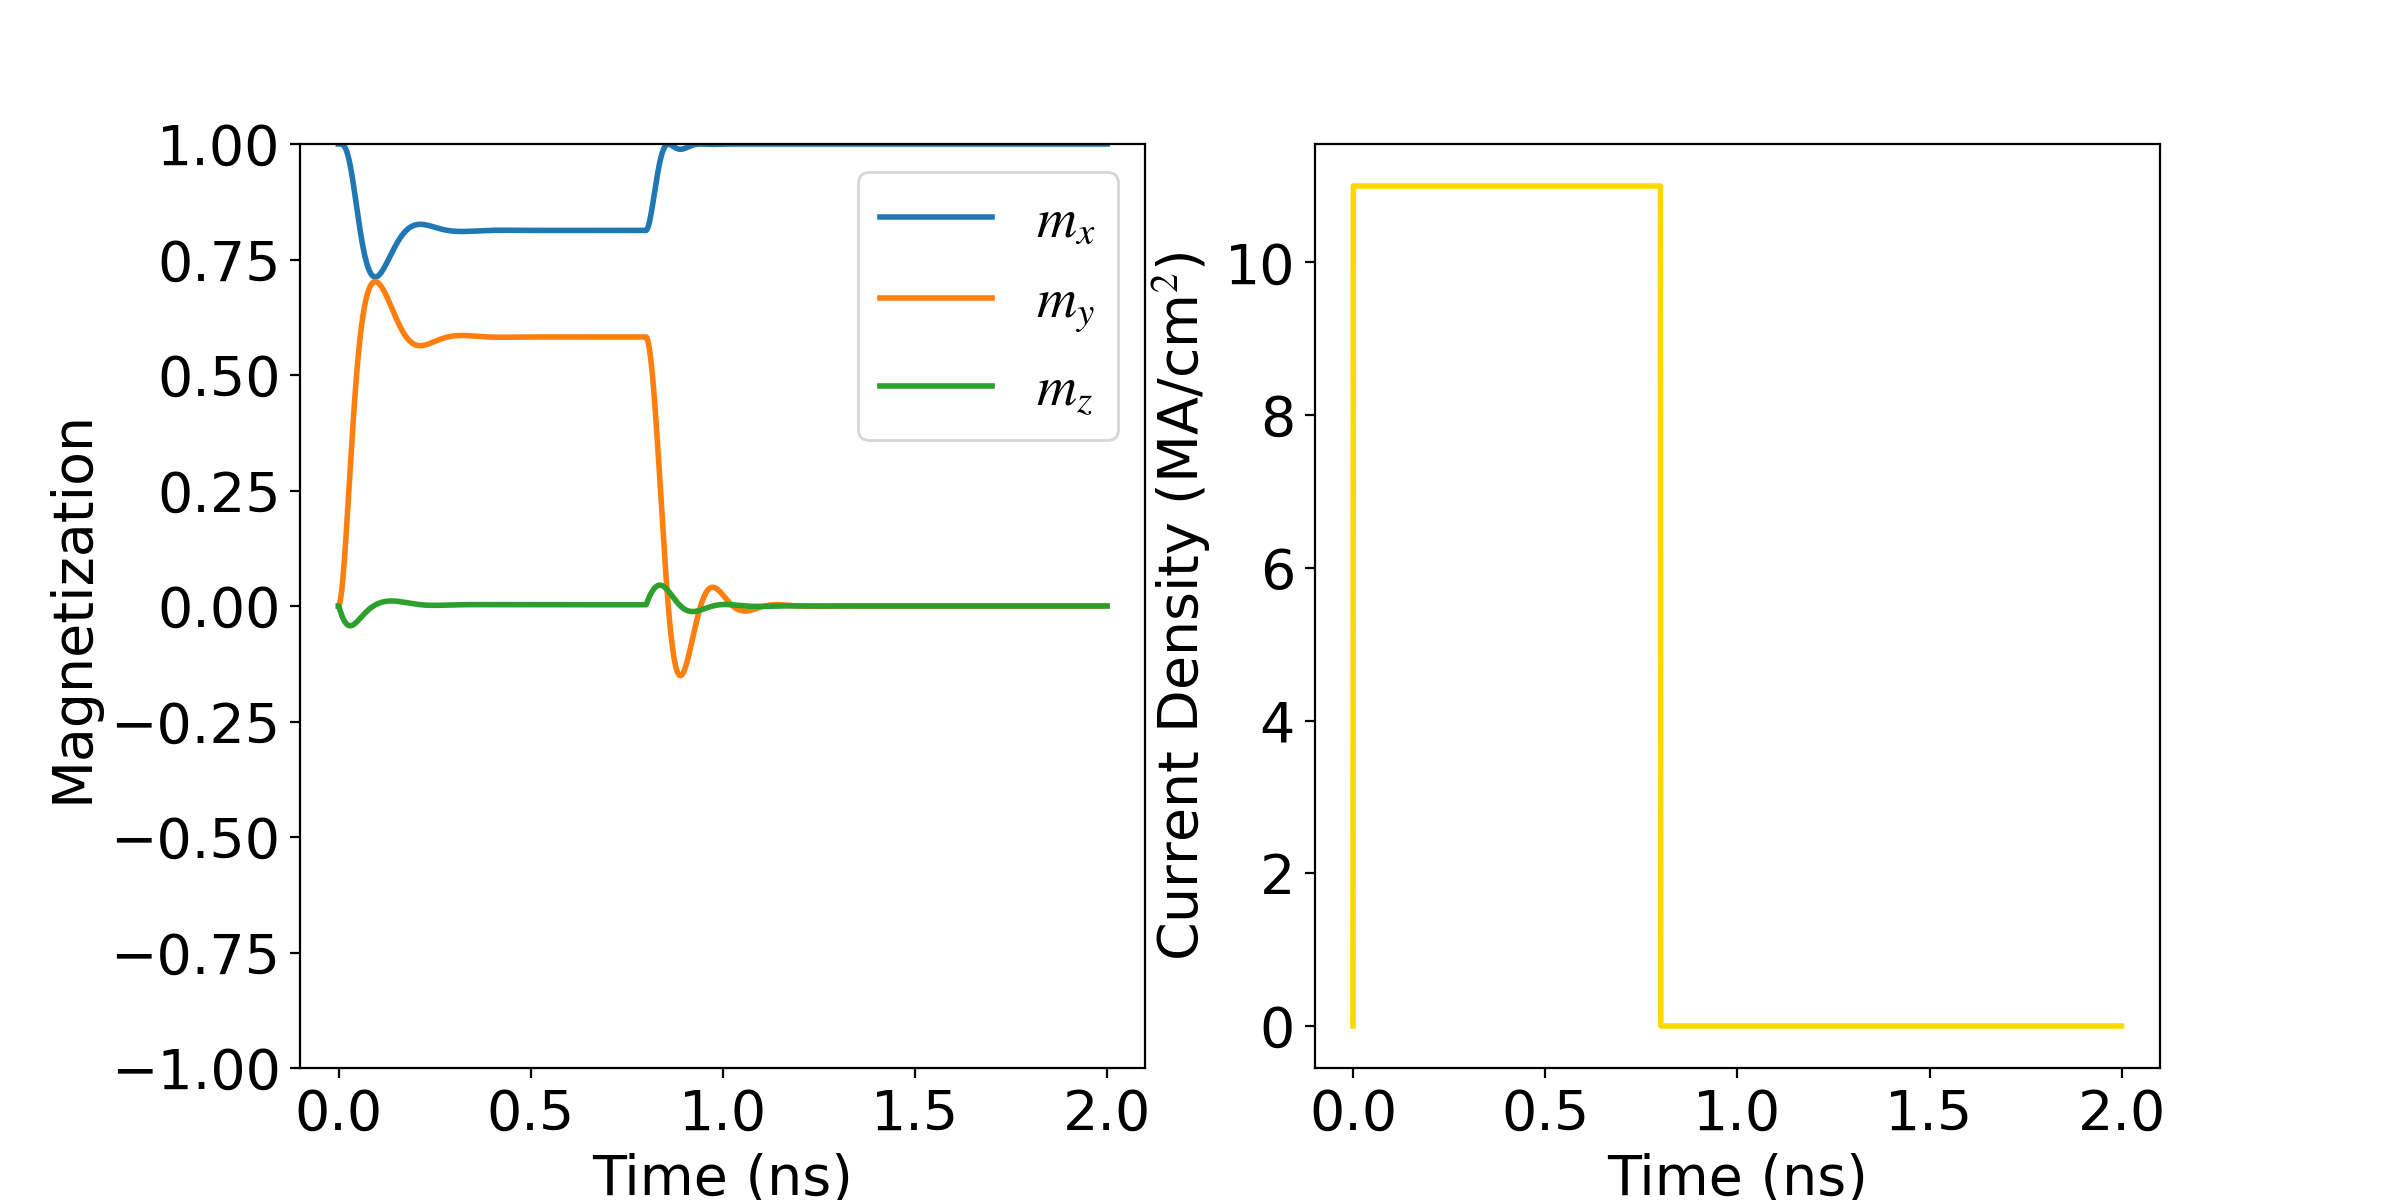 Magnetization
1.00
0.75
0.50
0.25
0.00
−0.25
−0.50
−0.75
−1.00
0.0 0.5 1.0 1.5 2.0
Time (ns)
m_x
m_y
m_z
Current Density (MA/cm²)
10
8
6
4
2
0
0.0 0.5 1.0 1.5 2.0
Time (ns)